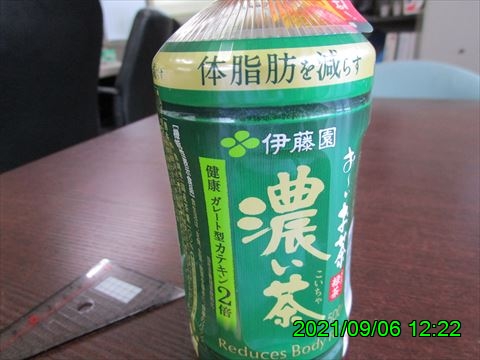 体脂肪を減らす
伊藤園
お～いお茶
緑茶
濃い茶
こいちゃ
健康 ガレート型カテキン2倍
Reduces Body
2021/09/06 12:22